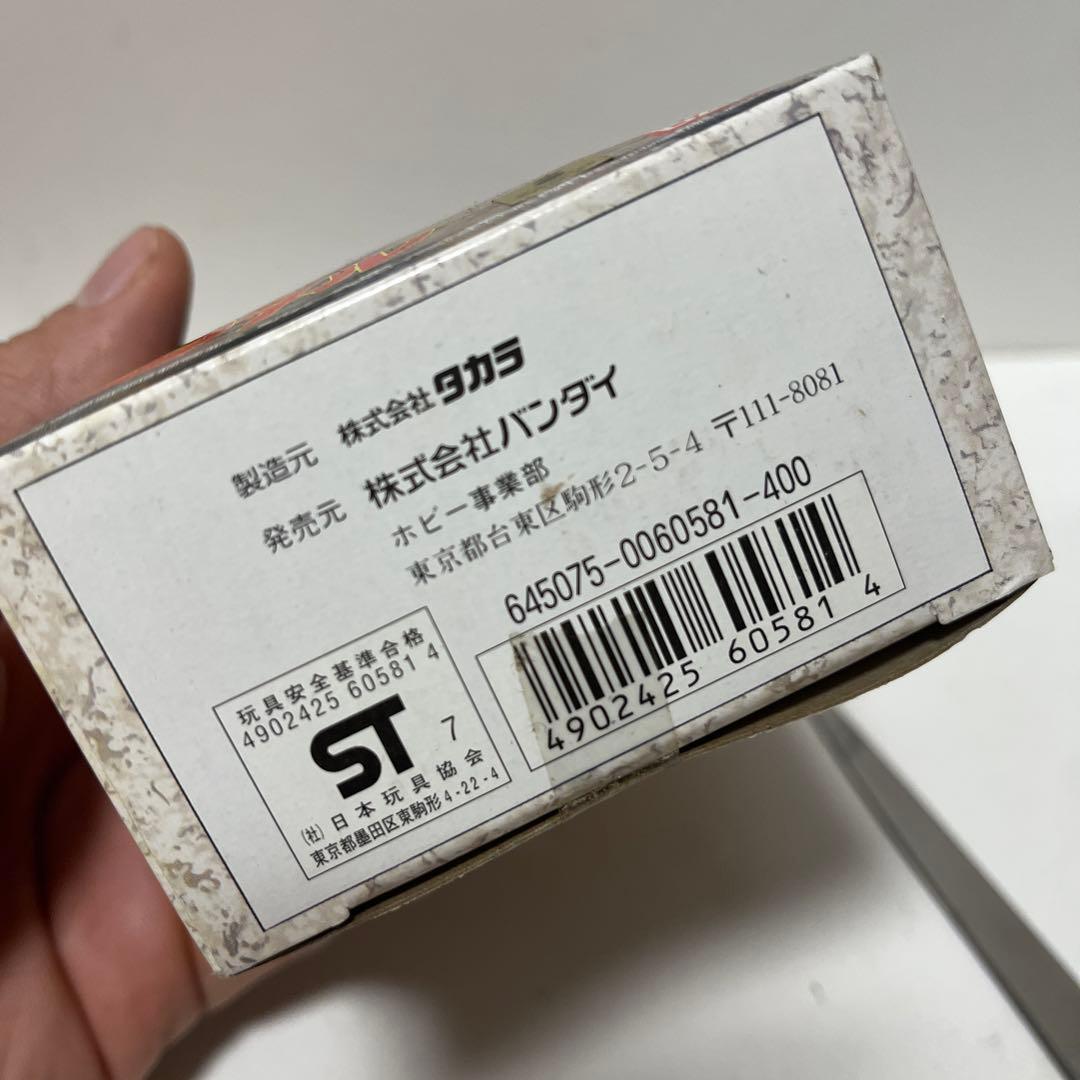 製造元 株式会社タカラ
発売元 株式会社バンダイ
ホビー事業部
東京都台東区駒形2-5-4 〒111-8081
645075-0060581-400
4902425 60581 4
玩具安全基準合格
4902425 60581 4
ST 7
(社)日本玩具協会
東京都墨田区東駒形4-22-4